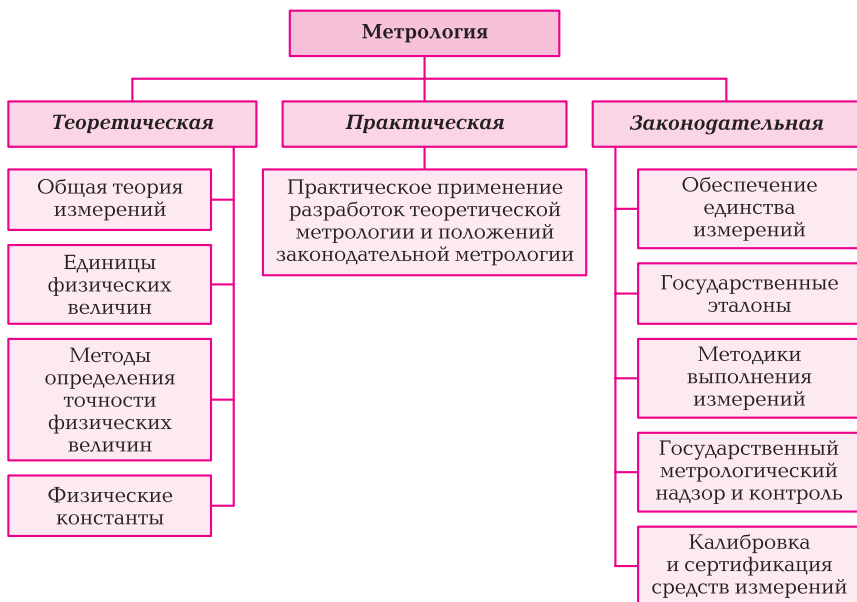 Метрология
Теоретическая
Практическая
Законодательная
Общая теория
измерений
Единицы
физических
величин
Методы
определения
точности
физических
величин
Физические
константы
Практическое применение
разработок теоретической
метрологии и положений
законодательной метрологии
Обеспечение
единства
измерений
Государственные
эталоны
Методики
выполнения
измерений
Государственный
метрологический
надзор и контроль
Калибровка
и сертификация
средств измерений